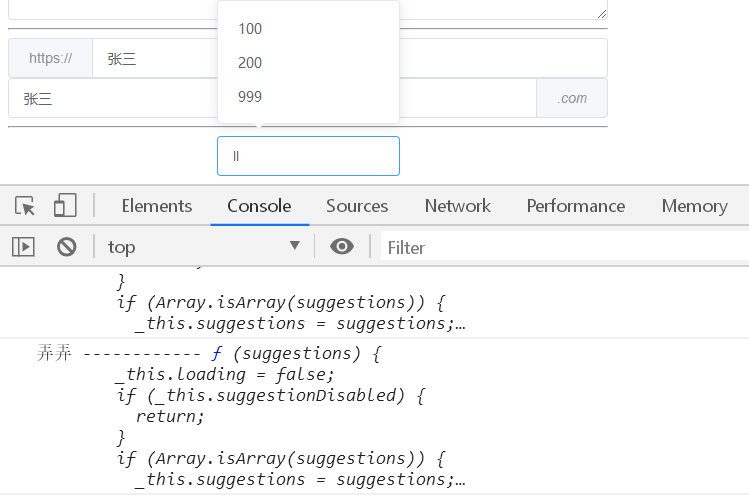 100
200
999
https:// 张三
张三 .com
ll
Elements Console Sources Network Performance Memory
top Filter
}
if (Array.isArray(suggestions)) {
_this.suggestions = suggestions;…
弄弄 ------------ ƒ (suggestions) {
_this.loading = false;
if (_this.suggestionDisabled) {
return;
}
if (Array.isArray(suggestions)) {
_this.suggestions = suggestions;…